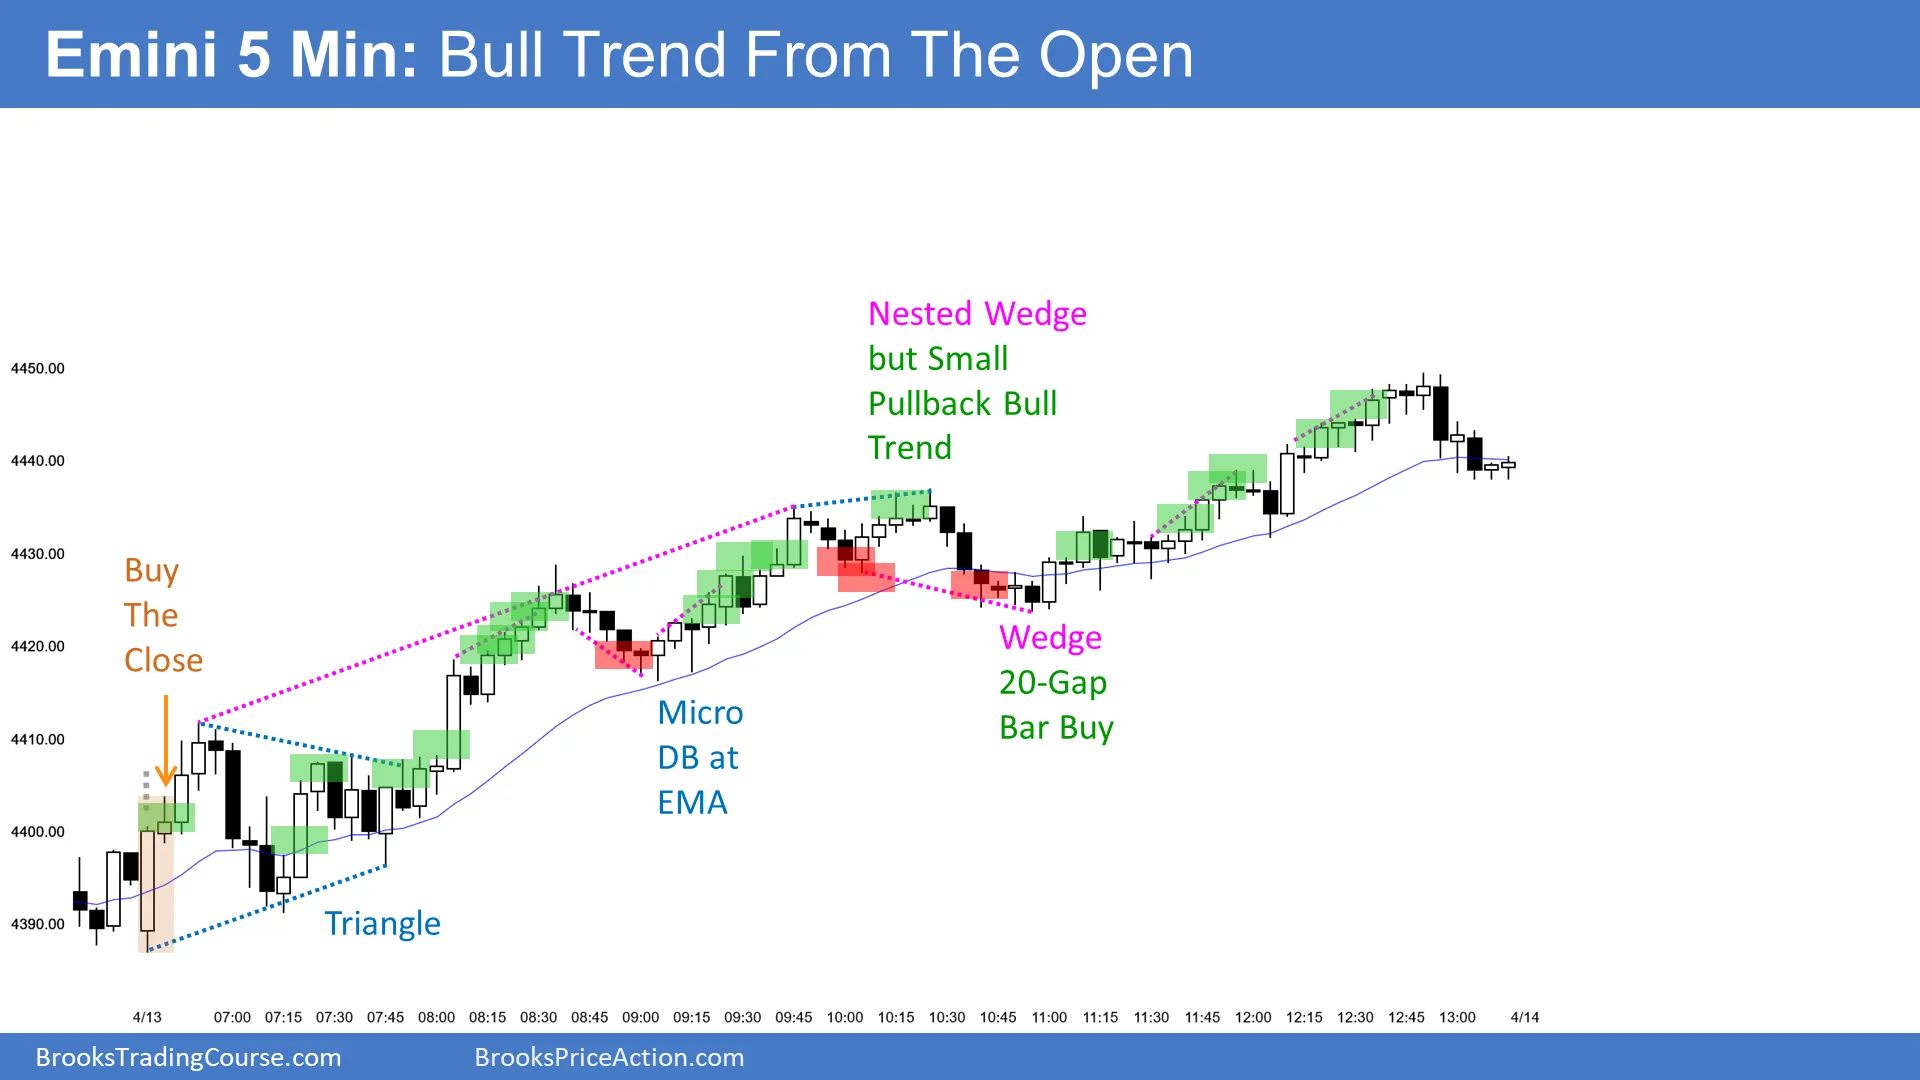 Emini 5 Min: Bull Trend From The Open
Nested Wedge
but Small
Pullback Bull
Trend
4450.00
4440.00
4430.00
4420.00
4410.00
4400.00
4390.00
Buy
The
Close
Wedge
20-Gap
Bar Buy
Micro
DB at
EMA
Triangle
4/13 07:00 07:15 07:30 07:45 08:00 08:15 08:30 08:45 09:00 09:15 09:30 09:45 10:00 10:15 10:30 10:45 11:00 11:15 11:30 11:45 12:00 12:15 12:30 12:45 13:00 4/14
BrooksTradingCourse.com BrooksPriceAction.com